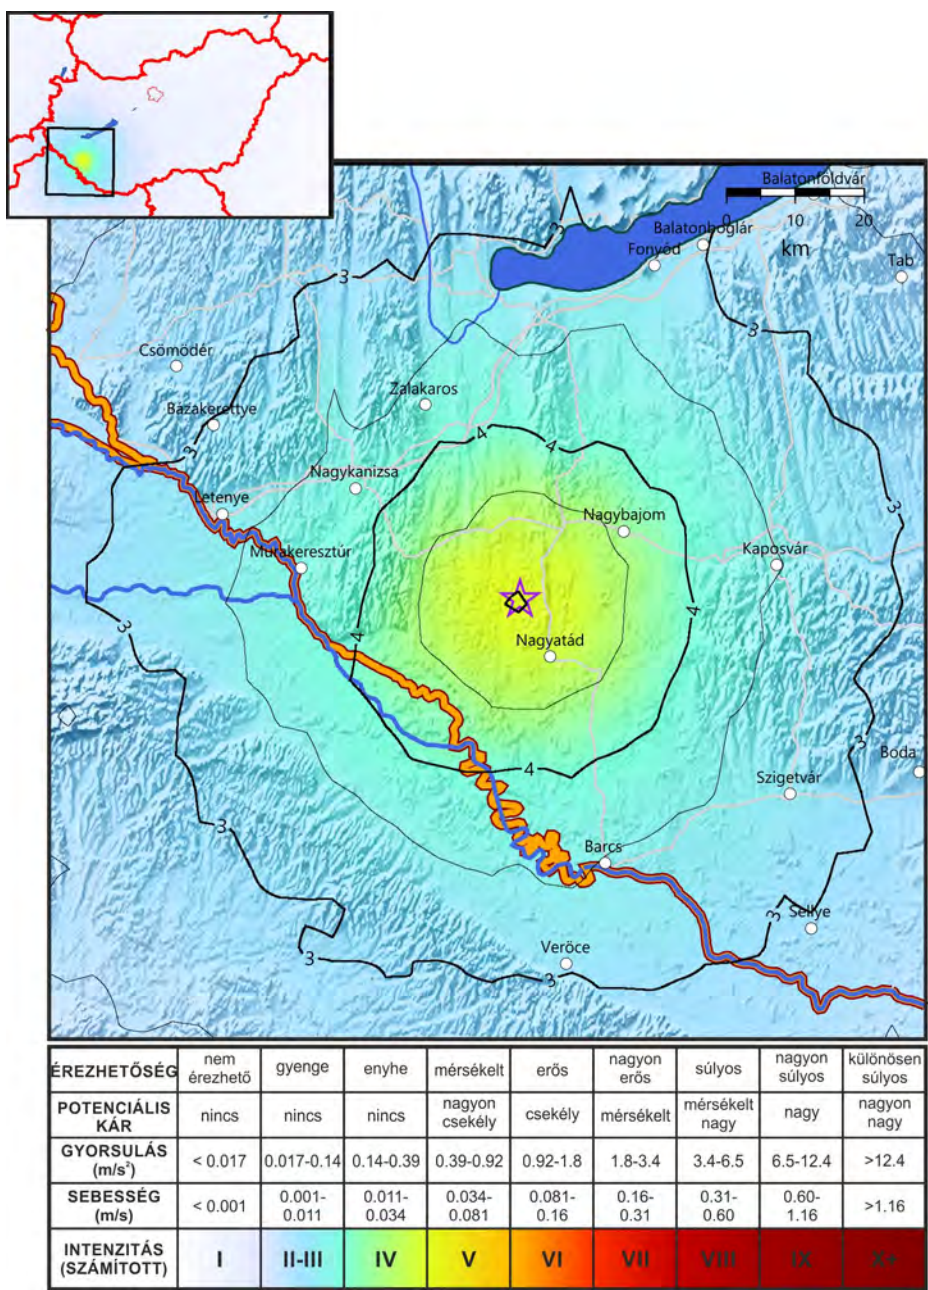 Balatonföldvár
0 10 20
km
Balatonboglár
Fonyód
Tab
3
3
3
Csömödér
Zalakaros
Bázakerettye
3
4
4
Nagykanizsa
3
Letenye
Nagybajom
Murakeresztúr
Kaposvár
4
3
4
Nagyatád
3
Boda
4
Szigetvár
3
Barcs
3
Sellye
Verőce
3
3
ÉREZHETŐSÉG nem érezhető gyenge enyhe mérsékelt erős nagyon erős súlyos nagyon súlyos különösen súlyos
POTENCIÁLIS KÁR nincs nincs nincs nagyon csekély csekély mérsékelt mérsékelt nagy nagy nagyon nagy
GYORSULÁS (m/s²) < 0.017 0.017-0.14 0.14-0.39 0.39-0.92 0.92-1.8 1.8-3.4 3.4-6.5 6.5-12.4 >12.4
SEBESSÉG (m/s) < 0.001 0.001-0.011 0.011-0.034 0.034-0.081 0.081-0.16 0.16-0.31 0.31-0.60 0.60-1.16 >1.16
INTENZITÁS (SZÁMÍTOTT) I II-III IV V VI VII VIII IX X+